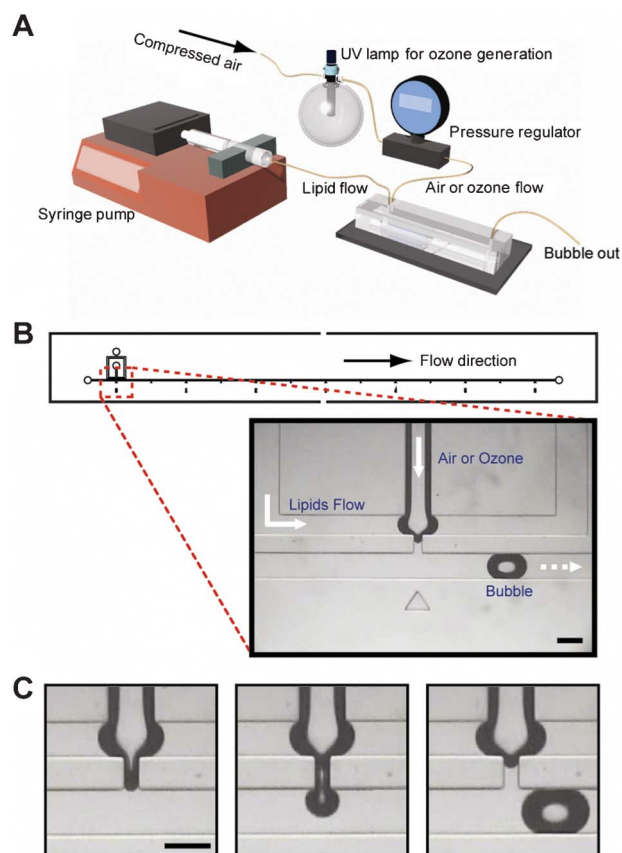 A
Compressed air
UV lamp for ozone generation
Pressure regulator
Lipid flow
Air or ozone flow
Syringe pump
Bubble out
B
Flow direction
Air or Ozone
Lipids Flow
Bubble
C